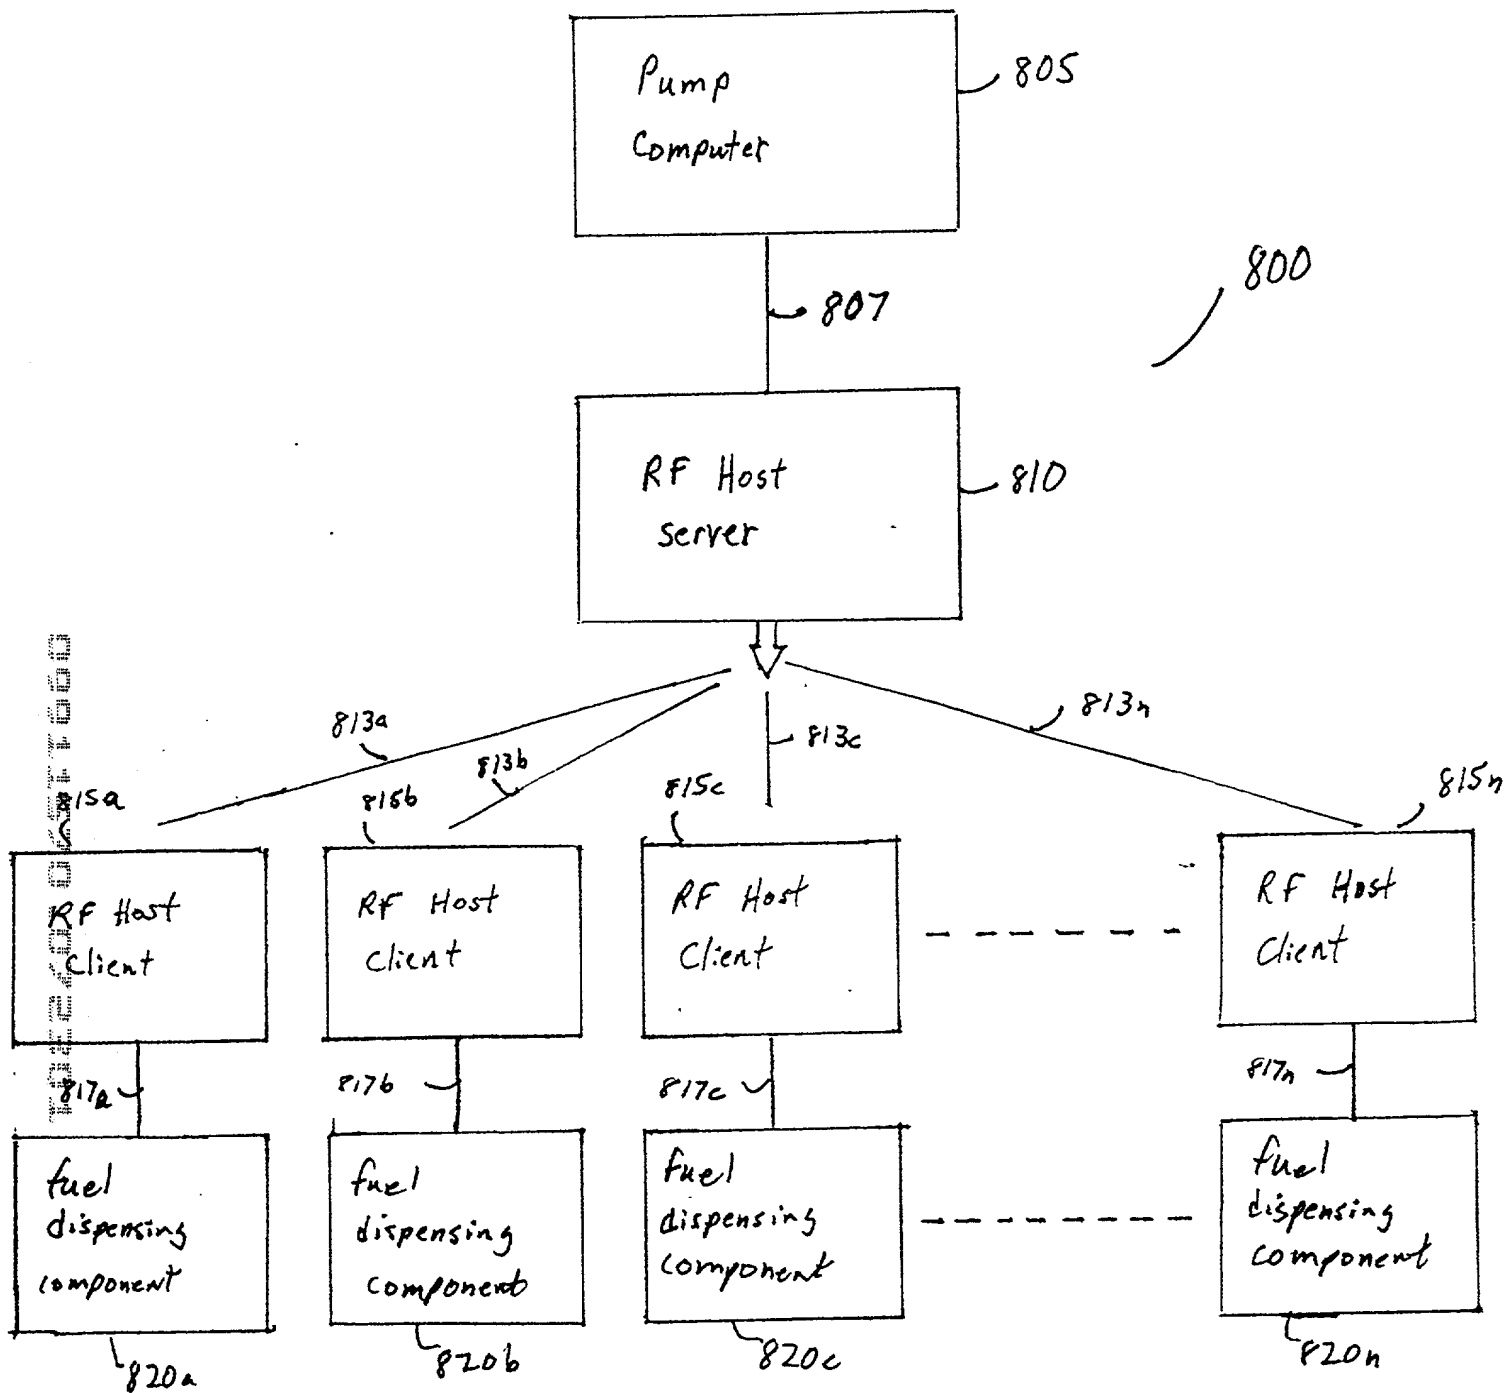 Pump
Computer
805
800
807
RF Host
server
810
813a
813b
813c
813n
815a
815b
815c
815n
RF Host
Client
RF Host
Client
RF Host
Client
RF Host
Client
817a
817b
817c
817n
fuel
dispensing
component
fuel
dispensing
component
fuel
dispensing
component
fuel
dispensing
component
820a
820b
820c
820n